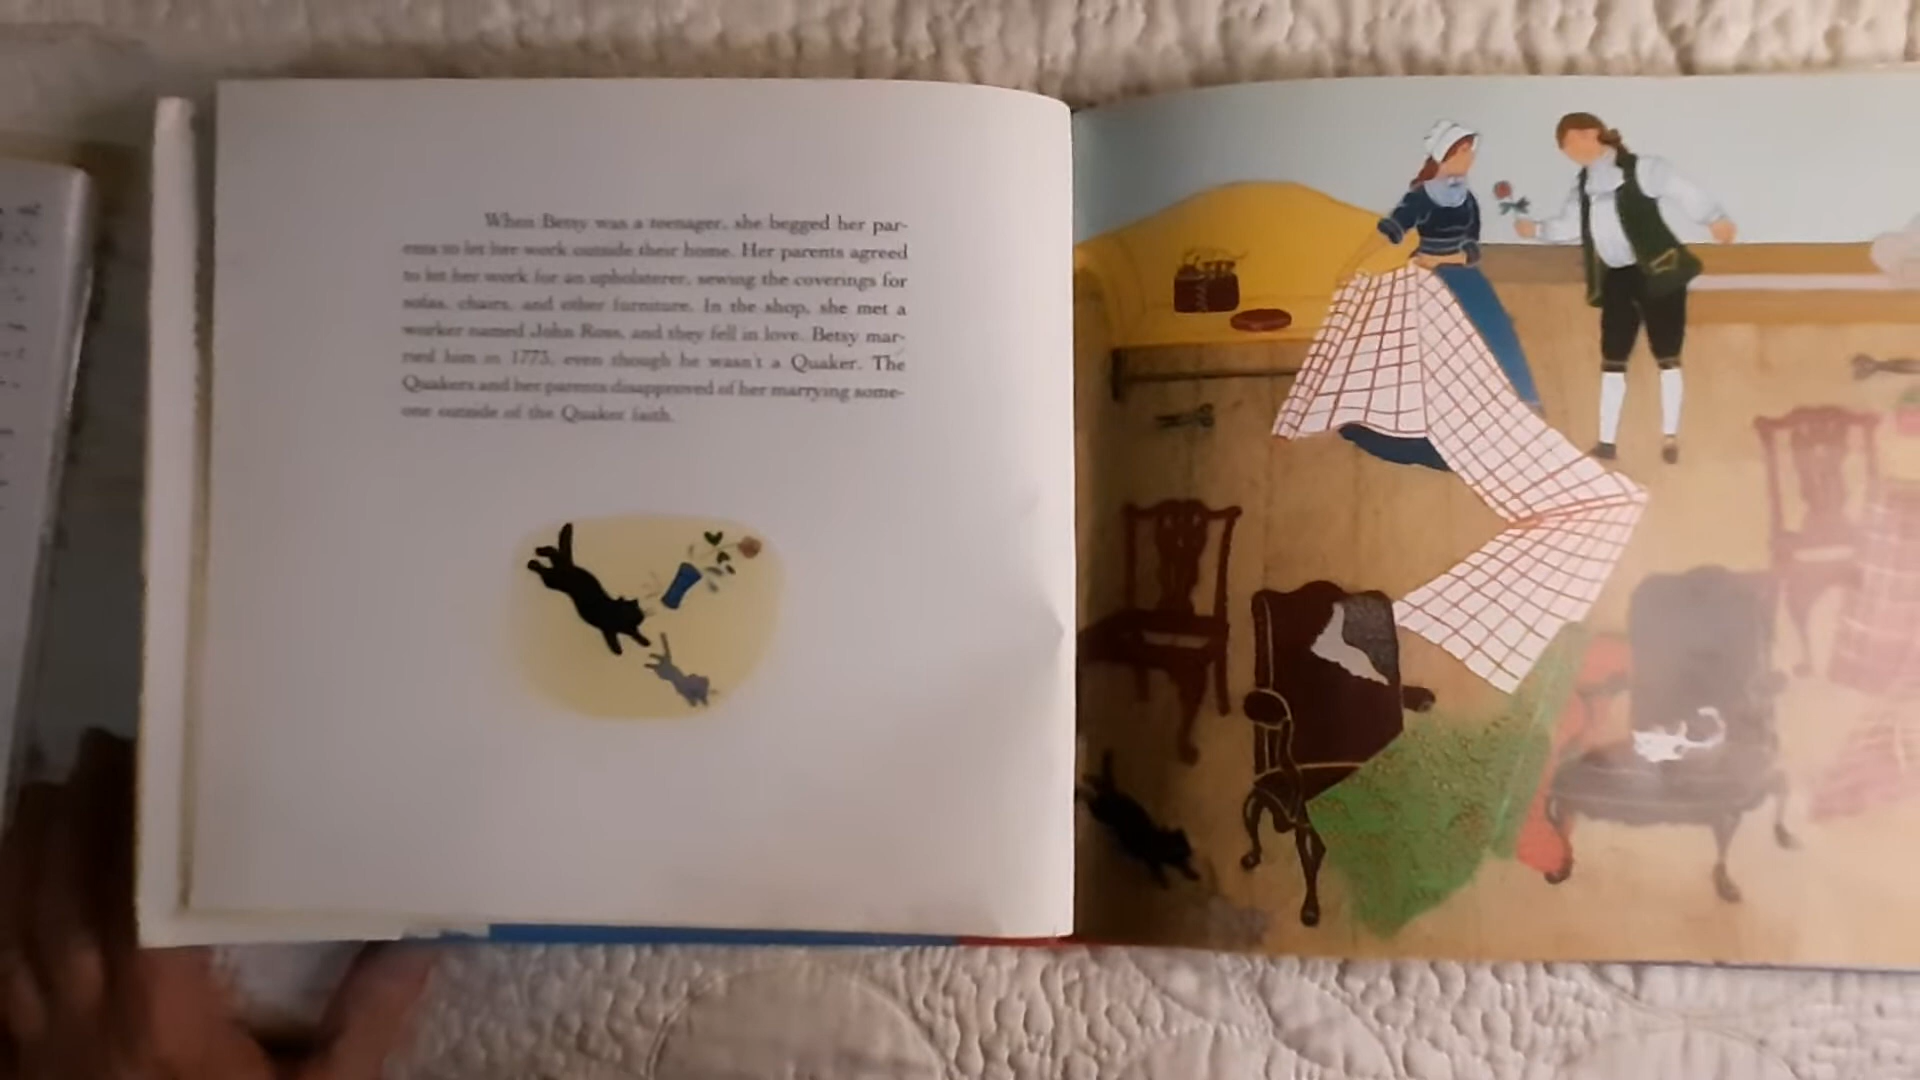 When Betsy was a teenager, she begged her par-
ents to let her work outside their home. Her parents agreed
to let her work for an upholsterer, sewing the coverings for
sofas, chairs, and other furniture. In the shop, she met a
worker named John Ross, and they fell in love. Betsy mar-
ried him in 1773, even though he wasn't a Quaker. The
Quakers and her parents disapproved of her marrying some-
one outside of the Quaker faith.